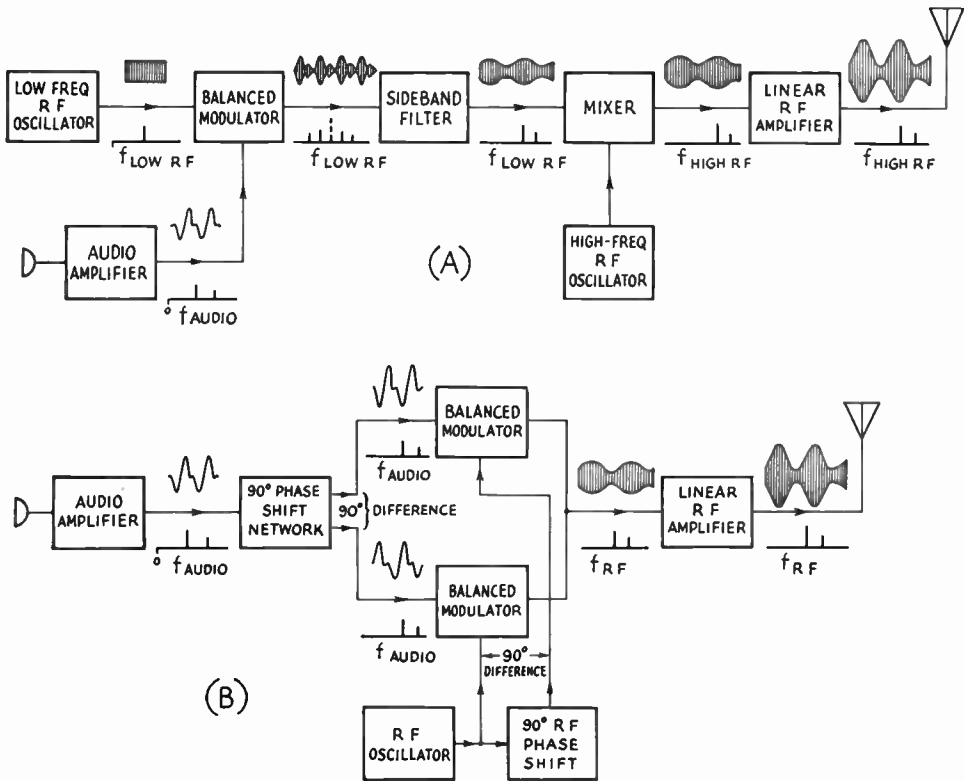 LOW FREQ
R F
OSCILLATOR
f LOW R F
BALANCED
MODULATOR
f LOW R F
SIDEBAND
FILTER
f LOW R F
MIXER
f HIGH RF
LINEAR
R F
AMPLIFIER
f HIGH RF
AUDIO
AMPLIFIER
o f AUDIO
(A)
HIGH-FREQ
R F
OSCILLATOR
AUDIO
AMPLIFIER
o f AUDIO
90° PHASE
SHIFT
NETWORK
90° } DIFFERENCE
f AUDIO
BALANCED
MODULATOR
f AUDIO
BALANCED
MODULATOR
f R F
LINEAR
R F
AMPLIFIER
f R F
90°
DIFFERENCE
(B)
R F
OSCILLATOR
90° R F
PHASE
SHIFT